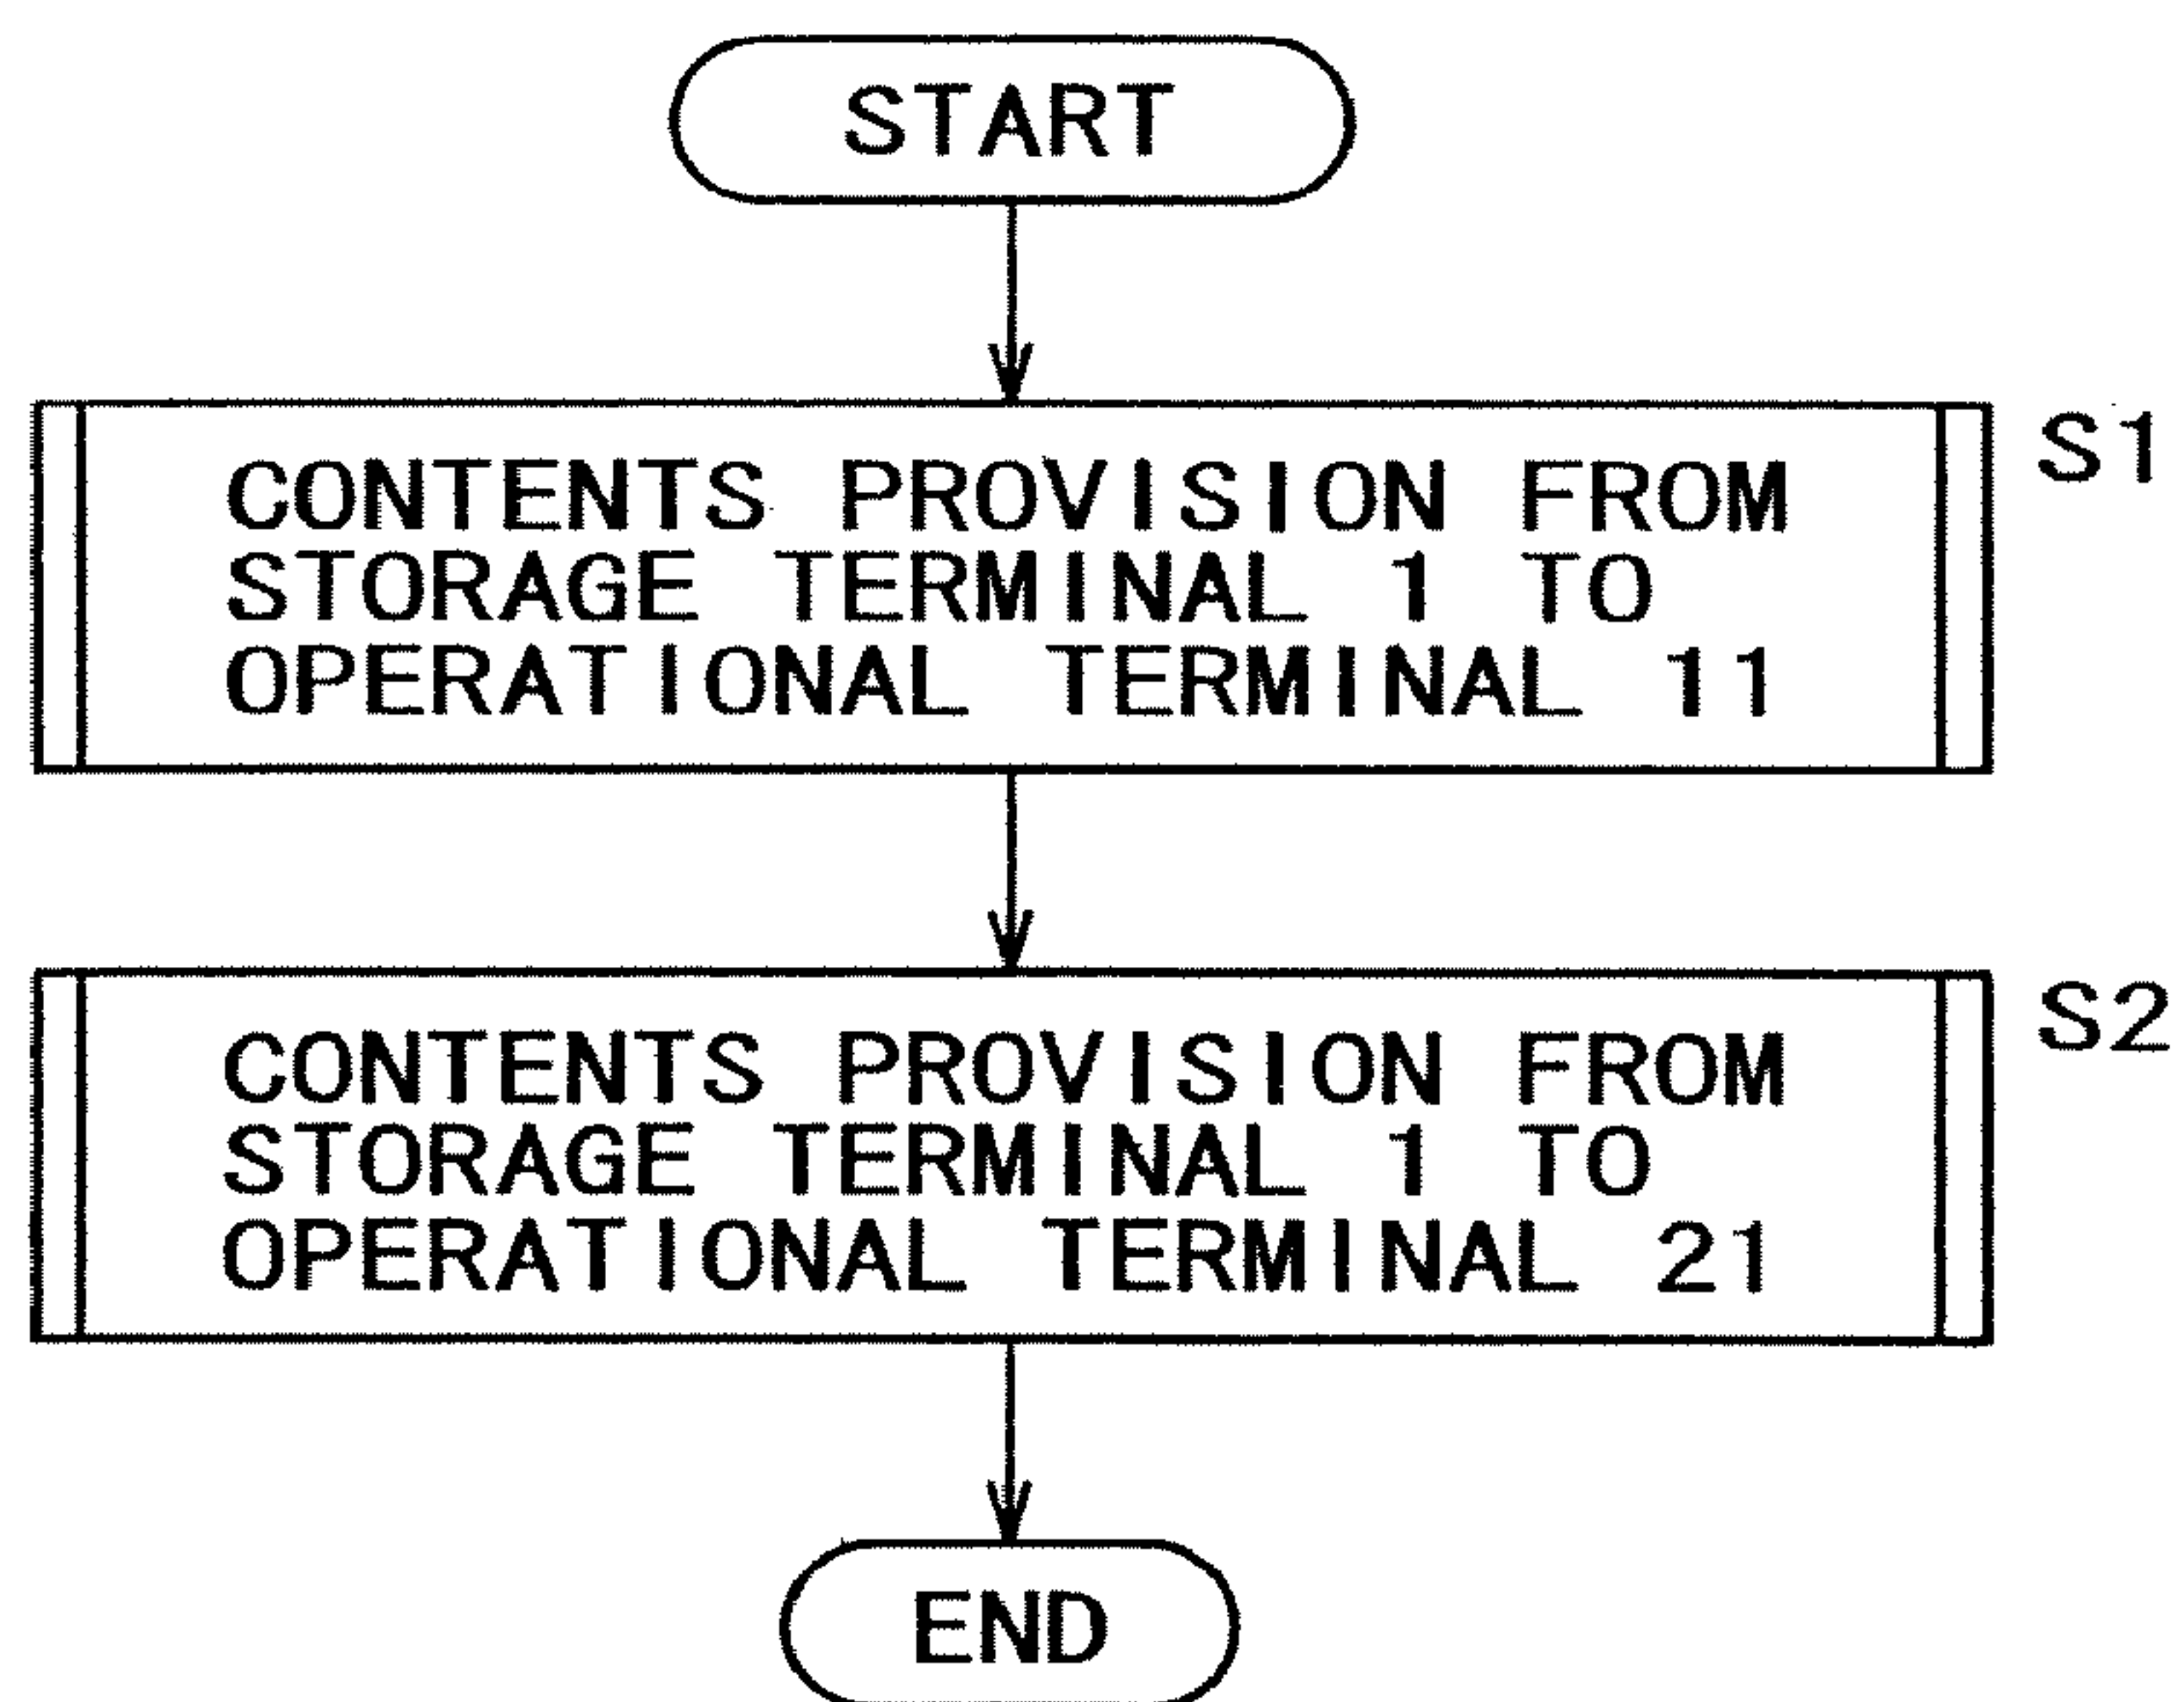 START
S1
CONTENTS PROVISION FROM
STORAGE TERMINAL 1 TO
OPERATIONAL TERMINAL 11
S2
CONTENTS PROVISION FROM
STORAGE TERMINAL 1 TO
OPERATIONAL TERMINAL 21
END